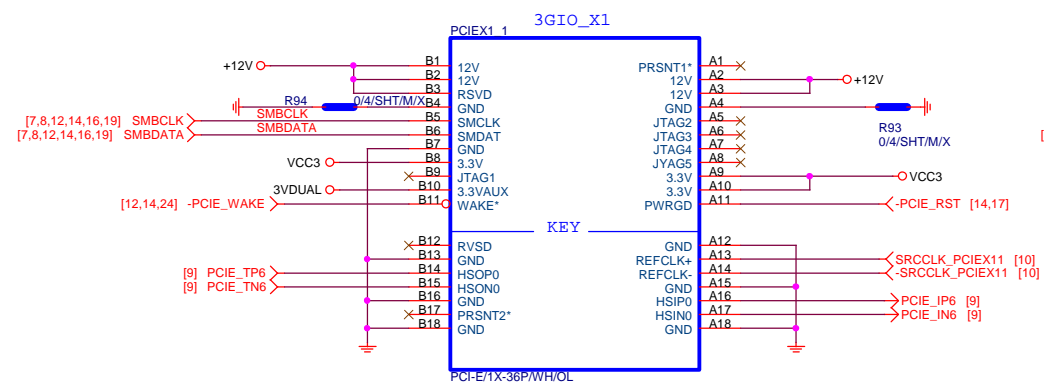 3GIO_X1
PCIEX1_1
+12V B1 12V PRSNT1* A1
B2 12V 12V A2 +12V
B3 RSVD 12V A3
R94 0/4/SHT/M/X B4 GND GND A4
[7,8,12,14,16,19] SMBCLK SMBCLK B5 SMCLK JTAG2 A5
[7,8,12,14,16,19] SMBDATA SMBDATA B6 SMDAT JTAG3 A6 R93
B7 GND JTAG4 A7 0/4/SHT/M/X
VCC3 B8 3.3V JYAG5 A8
B9 JTAG1 3.3V A9 VCC3
3VDUAL B10 3.3VAUX 3.3V A10
[12,14,24] -PCIE_WAKE B11 WAKE* PWRGD A11 -PCIE_RST [14,17]
KEY
B12 RVSD GND A12
B13 GND REFCLK+ A13 SRCCLK_PCIEX11 [10]
[9] PCIE_TP6 B14 HSOP0 REFCLK- A14 -SRCCLK_PCIEX11 [10]
[9] PCIE_TN6 B15 HSON0 GND A15
B16 GND HSIP0 A16 PCIE_IP6 [9]
B17 PRSNT2* HSIN0 A17 PCIE_IN6 [9]
B18 GND GND A18
PCI-E/1X-36P/WH/OL